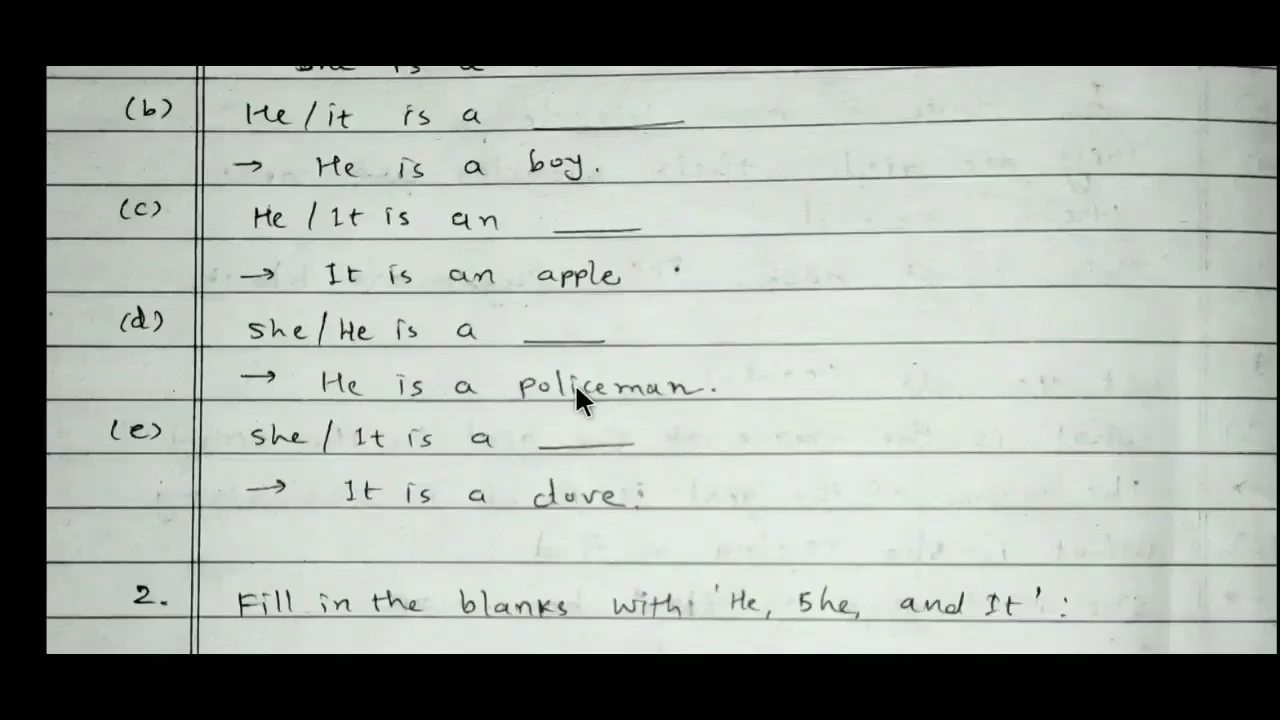 She is a
(b) He/it is a ______
→ He is a boy.
(c) He/It is an ______
→ It is an apple.
(d) she/He is a ______
→ He is a policeman.
(e) she/It is a ______
→ It is a dove.
2. Fill in the blanks with 'He, She, and It':